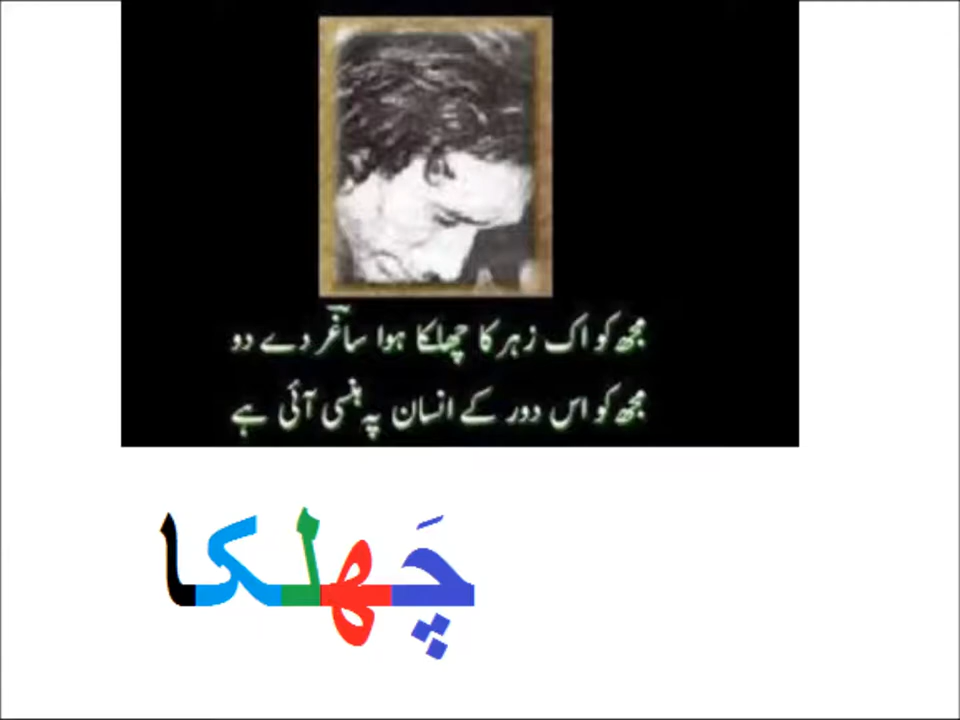 مجھ کو اک زہر کا چھلکا ہوا ساغر دے دو
مجھ کو اس دور کے انسان پہ ہنسی آئی ہے
چَھلکا